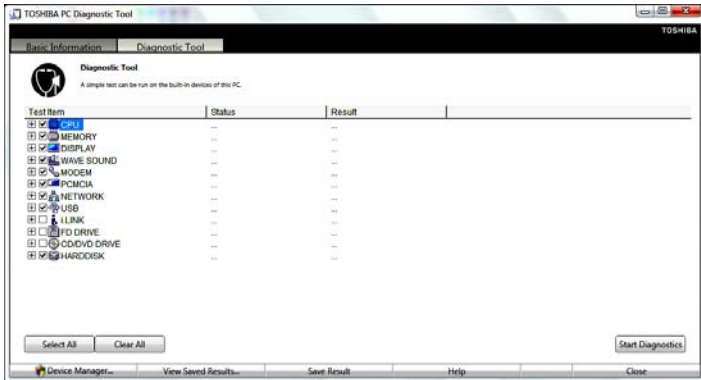 TOSHIBA PC Diagnostic Tool
TOSHIBA
Basic Information Diagnostic Tool
Diagnostic Tool
A simple test can be run on the built-in devices of this PC.
Test Item Status Result
CPU ... ...
MEMORY ... ...
DISPLAY ... ...
WAVE SOUND ... ...
MODEM ... ...
PCMCIA ... ...
NETWORK ... ...
USB ... ...
i.LINK ... ...
FD DRIVE ... ...
CD/DVD DRIVE ... ...
HARDDISK ... ...
Select All Clear All Start Diagnostics
Device Manager... View Saved Results... Save Result Help Close